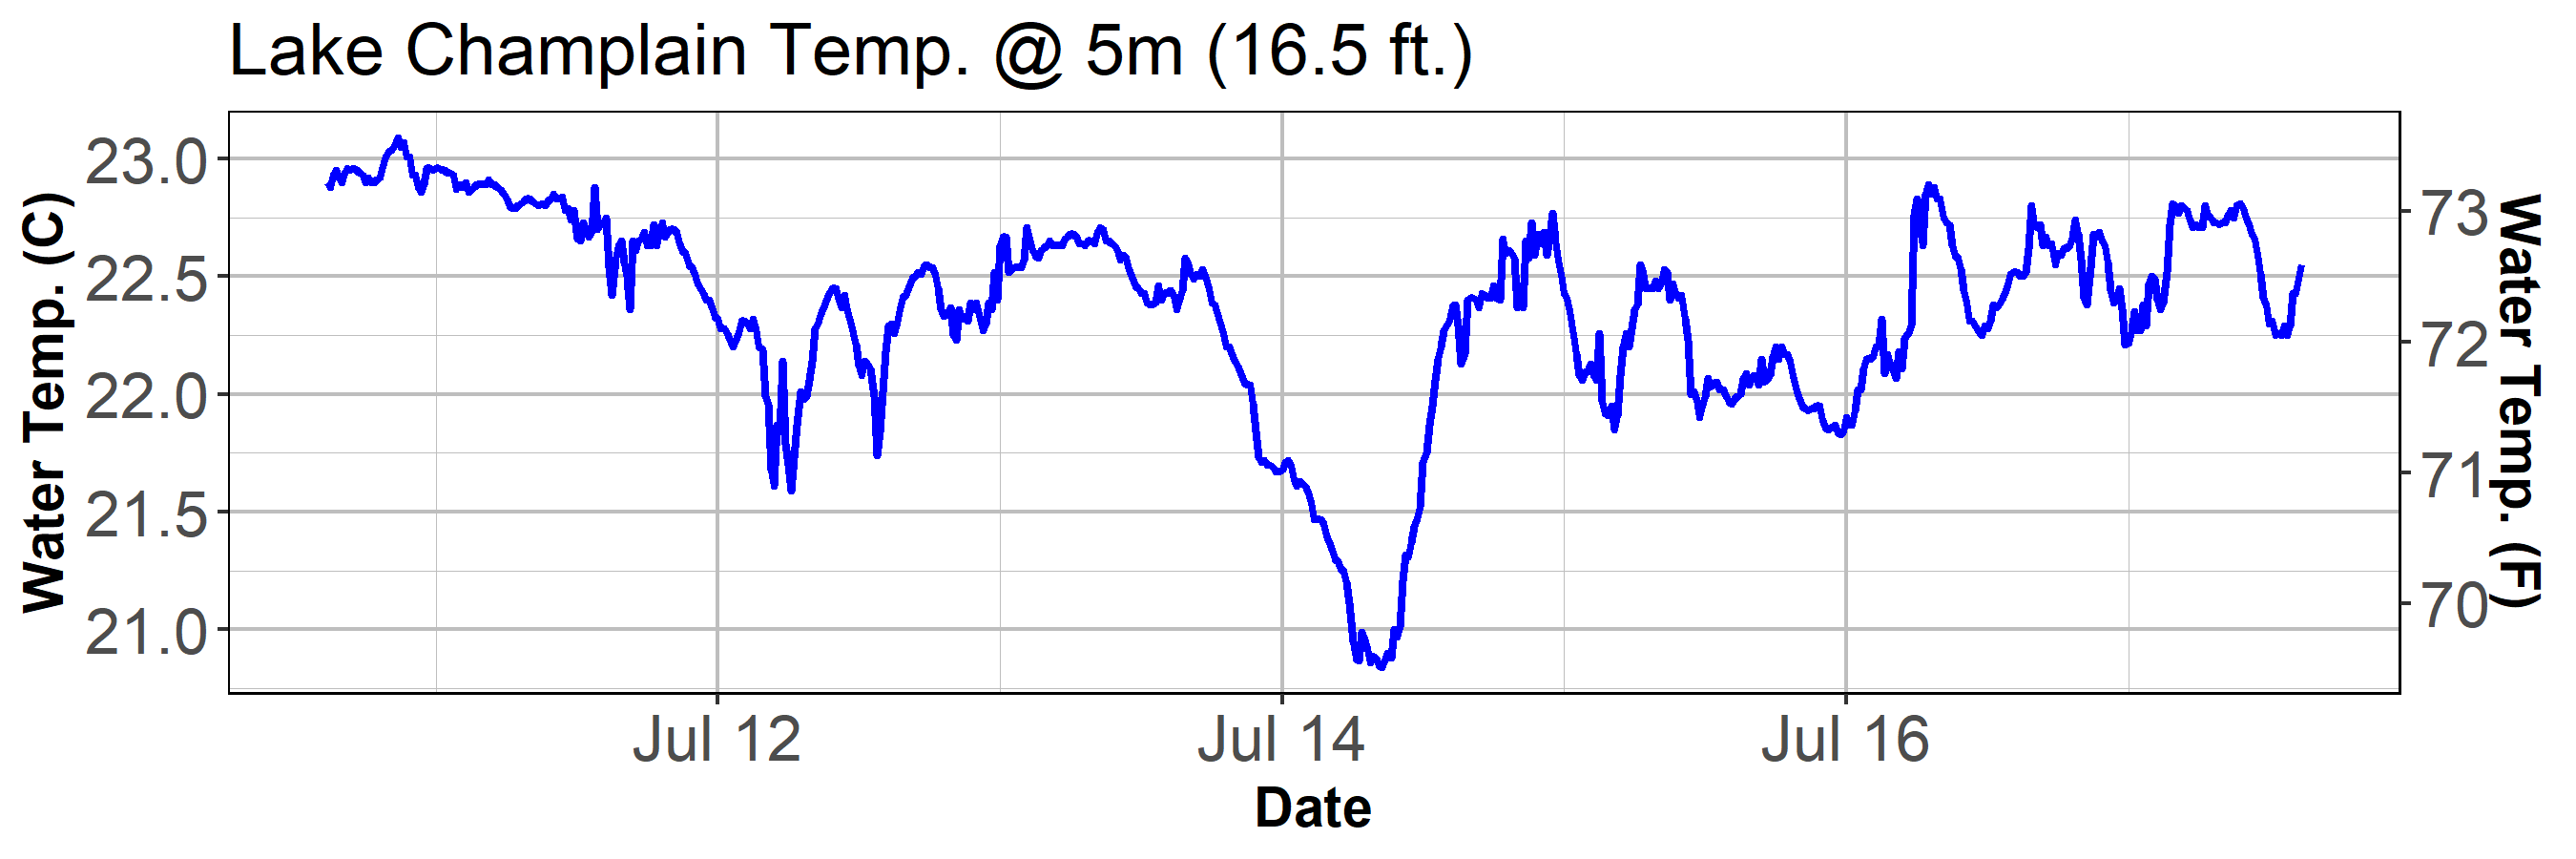 Lake Champlain Temp. @ 5m (16.5 ft.)
Water Temp. (C)
23.0
22.5
22.0
21.5
21.0
73
72
71
70
Water Temp. (F)
Jul 12
Jul 14
Jul 16
Date